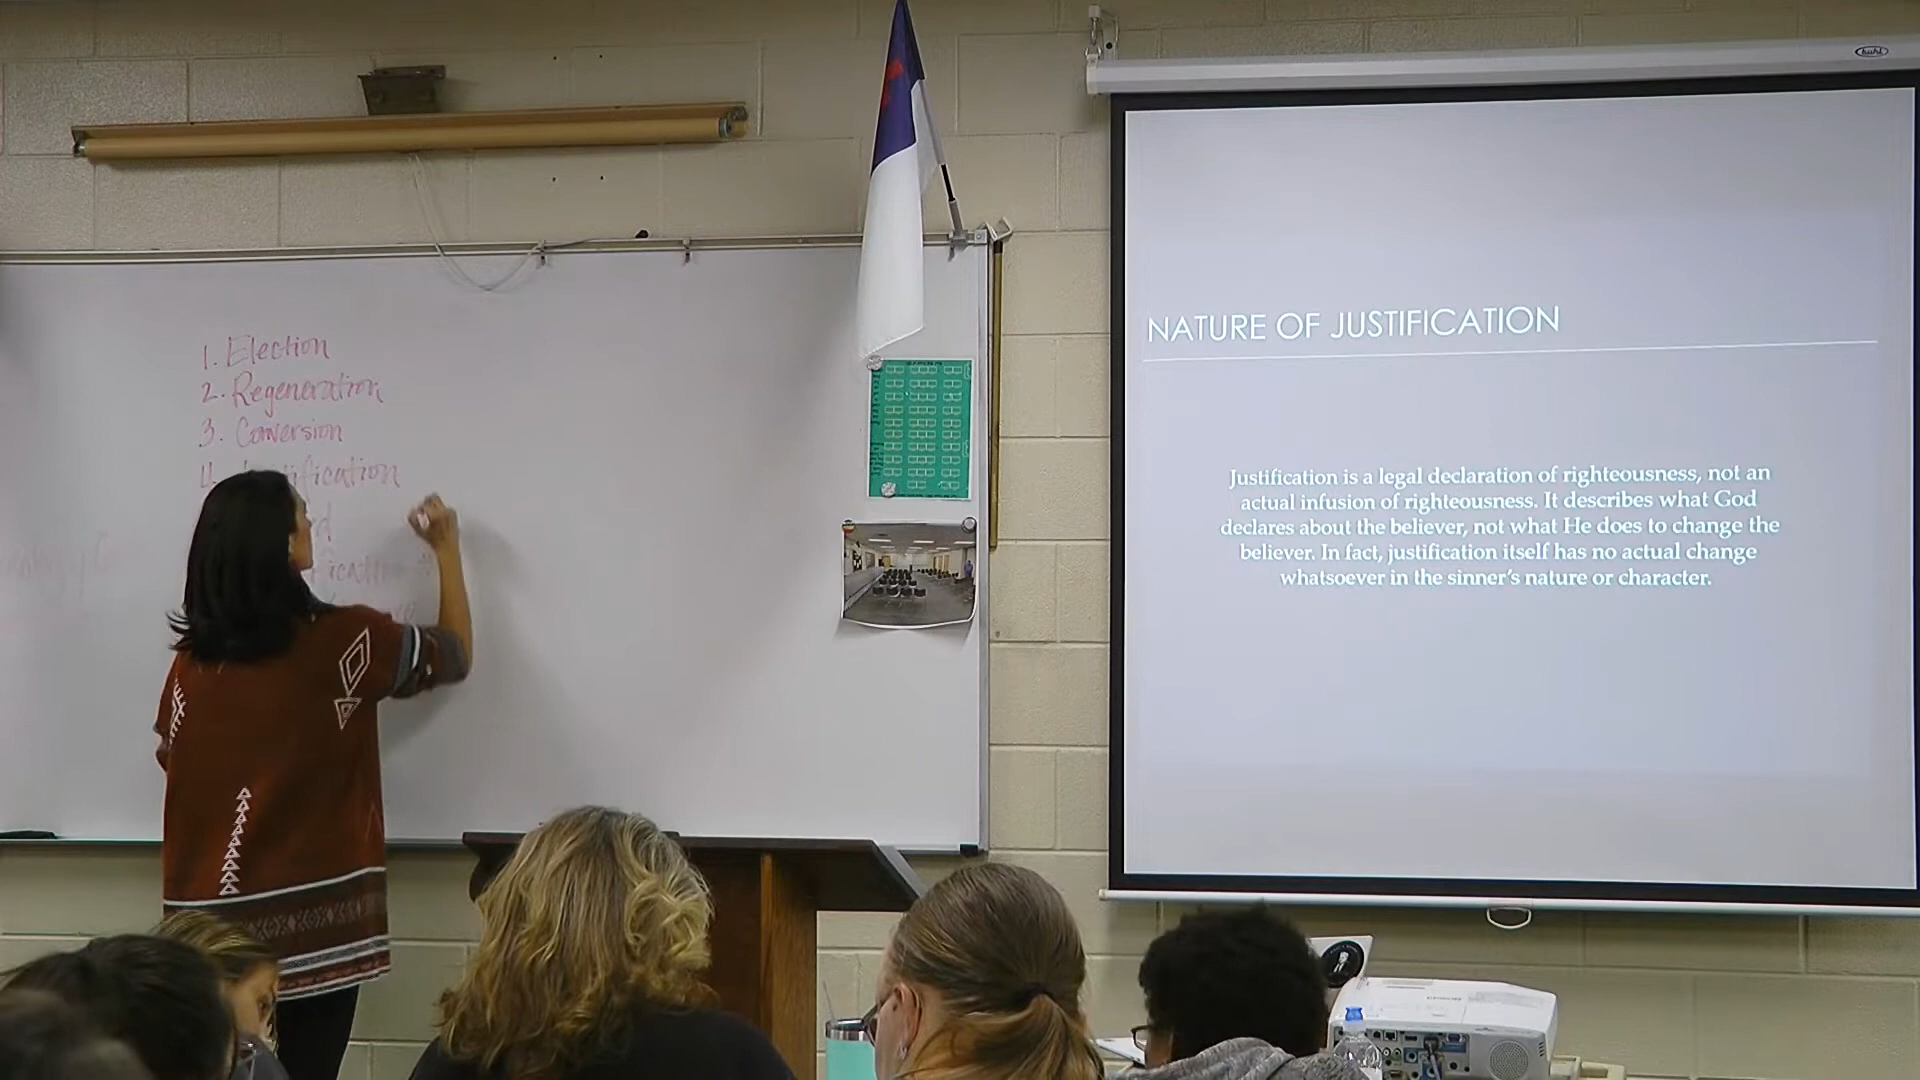 1. Election
2. Regeneration
3. Conversion
NATURE OF JUSTIFICATION
Justification is a legal declaration of righteousness, not an
actual infusion of righteousness. It describes what God
declares about the believer, not what He does to change the
believer. In fact, justification itself has no actual change
whatsoever in the sinner's nature or character.
buhl